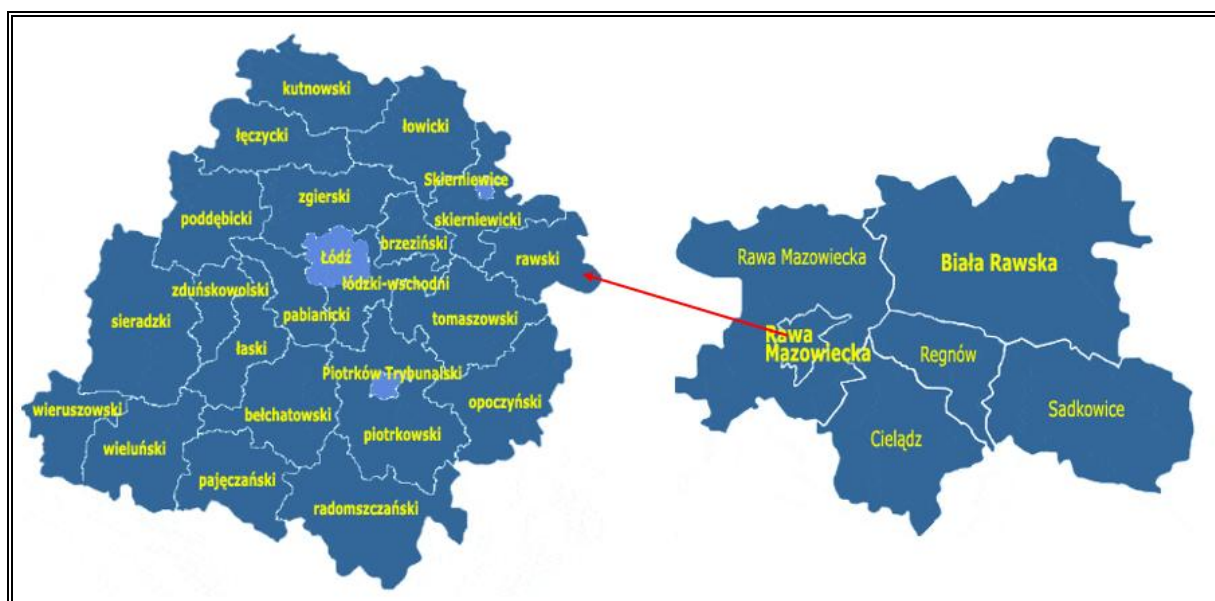 kutnowski
łowicki
łęczycki
Skierniewice
zgierski
poddębicki
skierniewicki
brzeziński
Łódź
rawski
łódzki-wschodni
zduńskowolski
pabianicki
sieradzki
tomaszowski
łaski
Piotrków Trybunalski
wieruszowski
bełchatowski
opoczyński
piotrkowski
wieluński
pajęczański
radomszczański
Rawa Mazowiecka
Biała Rawska
Rawa
Mazowiecka
Regnów
Sadkowice
Cielądz